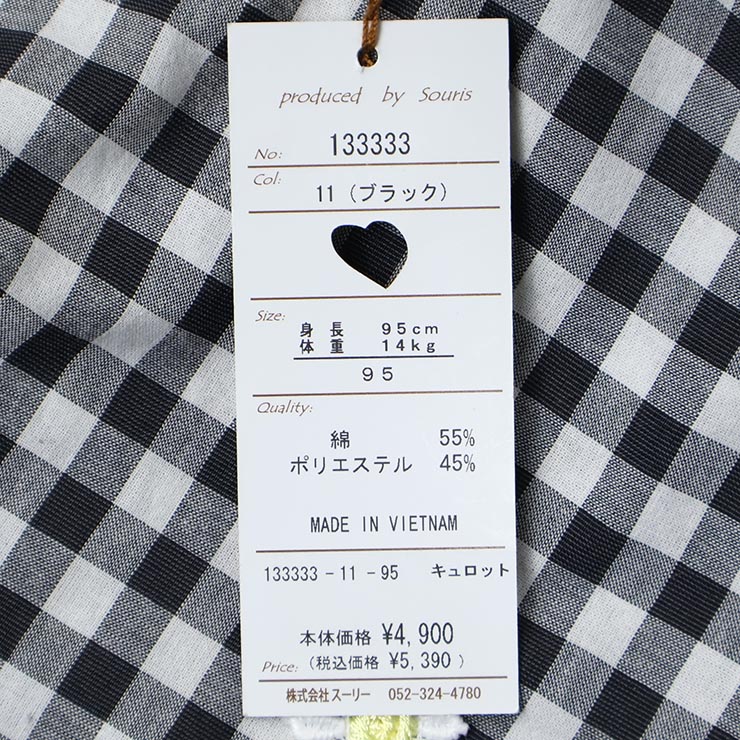 produced by Souris
No: 133333
Col: 11(ブラック)
Size: 身長 95cm
体重 14kg
95
Quality:
綿 55%
ポリエステル 45%
MADE IN VIETNAM
133333-11-95 キュロット
本体価格 ¥4,900
Price: (税込価格 ¥5,390)
株式会社スーリー 052-324-4780